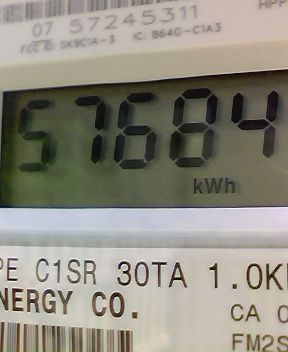 07 57245311
FCC ID: SK9C1A-3 IC: 864G-C1A3
57684
kWh
PE C1SR 30TA 1.0K
NERGY CO.
CA 0
FM2S